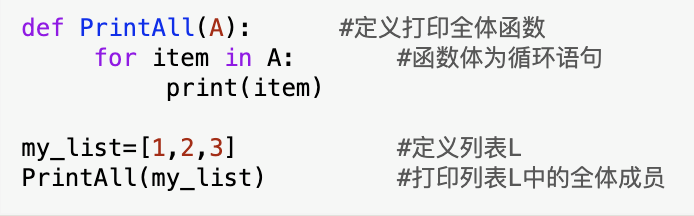 def PrintAll(A):      #定义打印全体函数
     for item in A:       #函数体为循环语句
          print(item)

my_list=[1,2,3]           #定义列表L
PrintAll(my_list)         #打印列表L中的全体成员